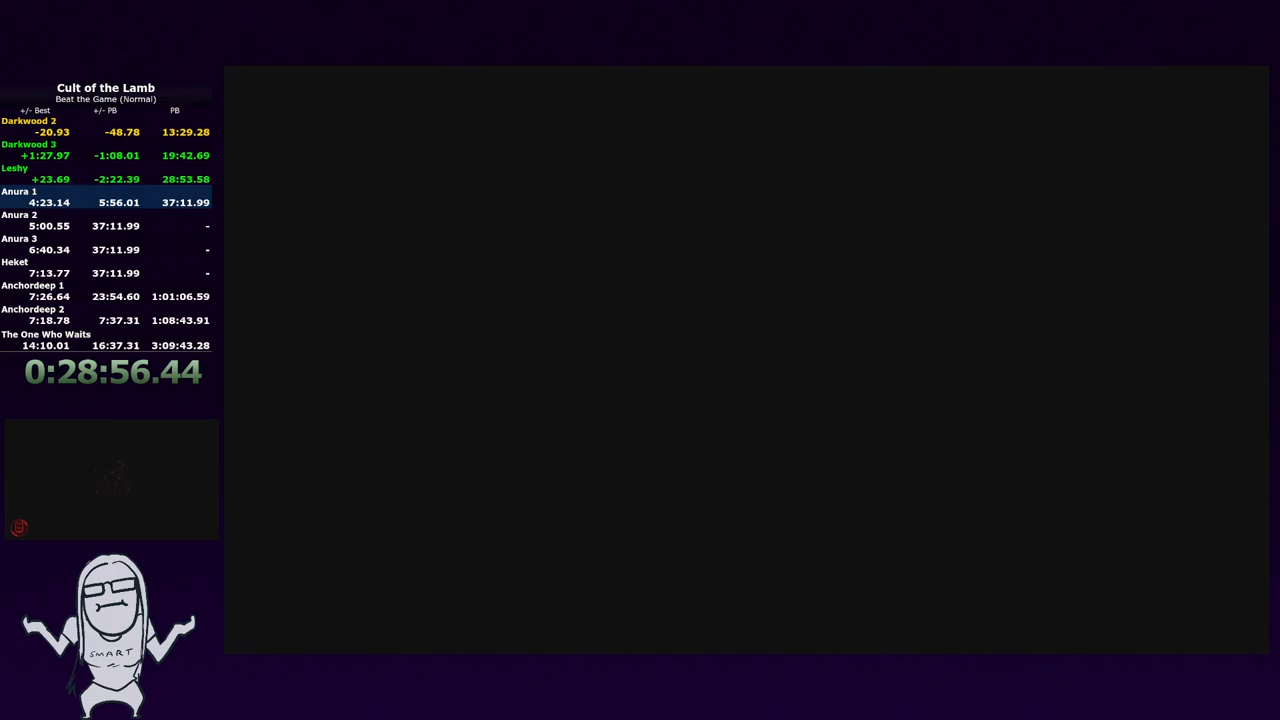 Cult of the Lamb
Beat the Game (Normal)
+/- Best +/- PB PB
Darkwood 2
-20.93 -48.78 13:29.28
Darkwood 3
+1:27.97 -1:08.01 19:42.69
Leshy
+23.69 -2:22.39 28:53.58
Anura 1
4:23.14 5:56.01 37:11.99
Anura 2
5:00.55 37:11.99 -
Anura 3
6:40.34 37:11.99 -
Heket
7:13.77 37:11.99 -
Anchordeep 1
7:26.64 23:54.60 1:01:06.59
Anchordeep 2
7:18.78 7:37.31 1:08:43.91
The One Who Waits
14:10.01 16:37.31 3:09:43.28
0:28:56.44
SMART